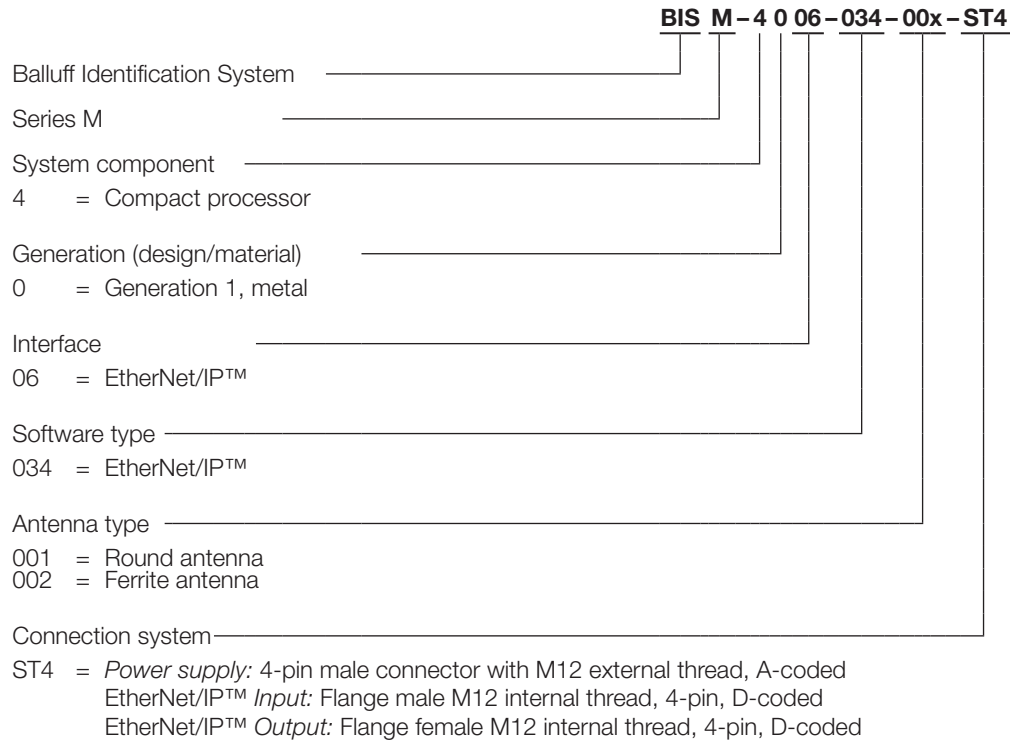 BIS M – 4 0 06 – 034 – 00x – ST4
Balluff Identification System
Series M
System component
4 = Compact processor
Generation (design/material)
0 = Generation 1, metal
Interface
06 = EtherNet/IP™
Software type
034 = EtherNet/IP™
Antenna type
001 = Round antenna
002 = Ferrite antenna
Connection system
ST4 = Power supply: 4-pin male connector with M12 external thread, A-coded
EtherNet/IP™ Input: Flange male M12 internal thread, 4-pin, D-coded
EtherNet/IP™ Output: Flange female M12 internal thread, 4-pin, D-coded